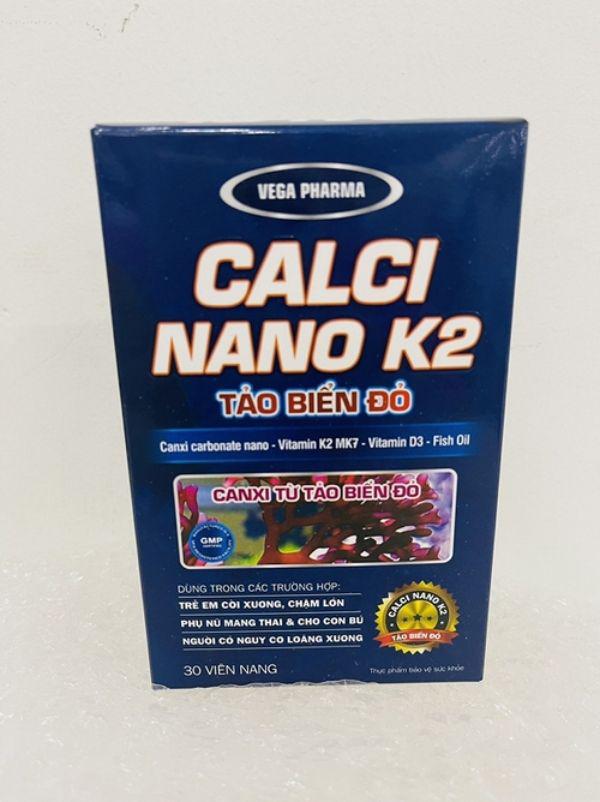 VEGA PHARMA
CALCI
NANO K2
TẢO BIỂN ĐỎ
Canxi carbonate nano - Vitamin K2 MK7 - Vitamin D3 - Fish Oil
CANXI TỪ TẢO BIỂN ĐỎ
GMP
DÙNG TRONG CÁC TRƯỜNG HỢP:
TRẺ EM CÒI XƯƠNG, CHẬM LỚN
PHỤ NỮ MANG THAI & CHO CON BÚ
NGƯỜI CÓ NGUY CƠ LOÃNG XƯƠNG
CALCI NANO K2
TẢO BIỂN ĐỎ
30 VIÊN NANG
Thực phẩm bảo vệ sức khỏe